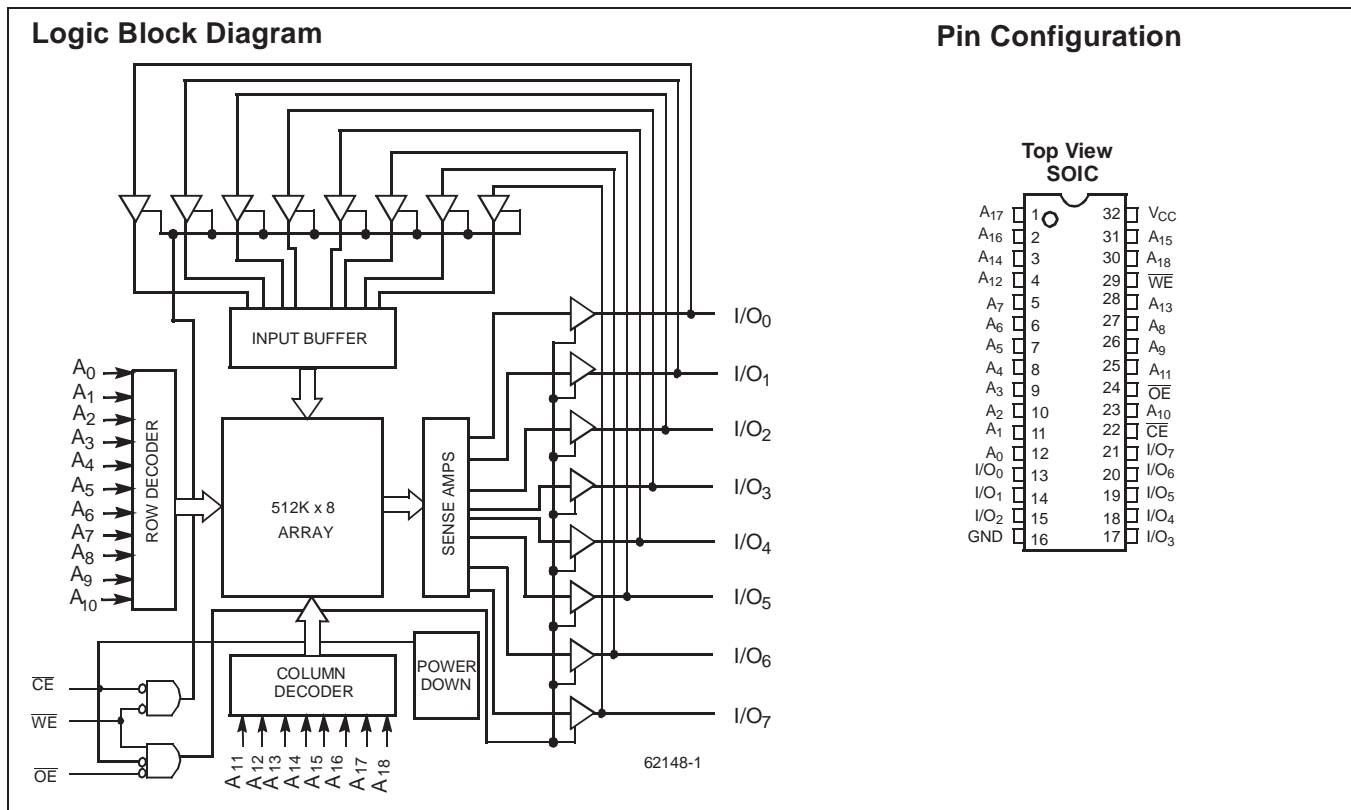 Logic Block Diagram
INPUT BUFFER
A0
A1
A2
A3
A4
A5
A6
A7
A8
A9
A10
ROW DECODER
512K x 8
ARRAY
SENSE AMPS
COLUMN
DECODER
POWER
DOWN
CE
WE
OE
A11
A12
A13
A14
A15
A16
A17
A18
I/O0
I/O1
I/O2
I/O3
I/O4
I/O5
I/O6
I/O7
62148-1
Pin Configuration
Top View
SOIC
A17 1 32 VCC
A16 2 31 A15
A14 3 30 A18
A12 4 29 WE
A7 5 28 A13
A6 6 27 A8
A5 7 26 A9
A4 8 25 A11
A3 9 24 OE
A2 10 23 A10
A1 11 22 CE
A0 12 21 I/O7
I/O0 13 20 I/O6
I/O1 14 19 I/O5
I/O2 15 18 I/O4
GND 16 17 I/O3